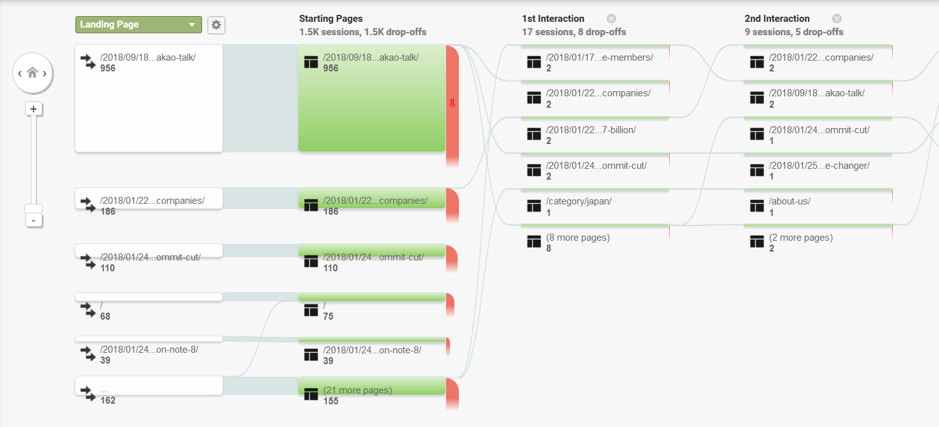 Landing Page
Starting Pages
1.5K sessions, 1.5K drop-offs
1st Interaction
17 sessions, 8 drop-offs
2nd Interaction
9 sessions, 5 drop-offs
/2018/09/18...akao-talk/
956
/2018/01/22...companies/
186
/2018/01/24...ommit-cut/
110
/
68
/2018/01/24...on-note-8/
39
...
162
/2018/09/18...akao-talk/
956
/2018/01/22...companies/
186
/2018/01/24...ommit-cut/
110
/
75
/2018/01/24...on-note-8/
39
(21 more pages)
155
/2018/01/17...e-members/
2
/2018/01/22...companies/
2
/2018/01/22...7-billion/
2
/2018/01/24...ommit-cut/
2
/category/japan/
1
(8 more pages)
8
/2018/01/22...companies/
2
/2018/09/18...akao-talk/
2
/2018/01/24...ommit-cut/
1
/2018/01/25...e-changer/
1
/about-us/
1
(2 more pages)
2